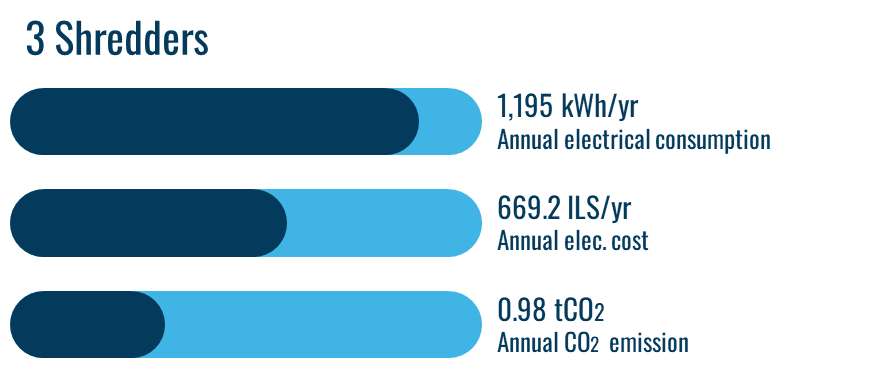 3 Shredders
1,195 kWh/yr
Annual electrical consumption
669.2 ILS/yr
Annual elec. cost
0.98 tCO2
Annual CO2 emission